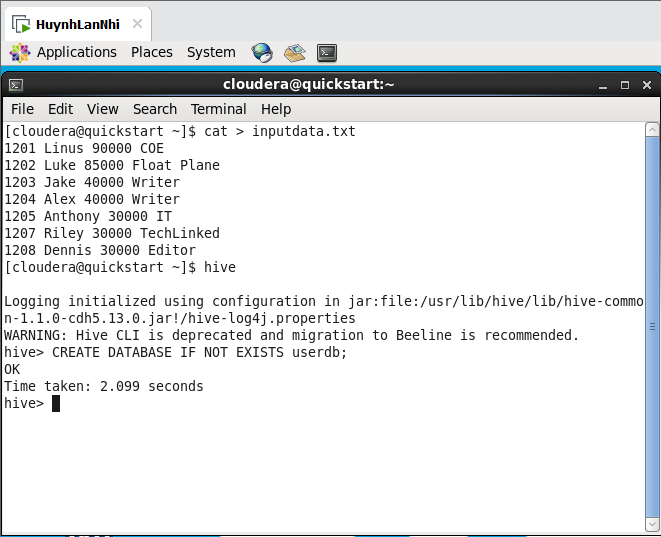 HuynhLanNhi
Applications Places System
cloudera@quickstart:~
File Edit View Search Terminal Help
[cloudera@quickstart ~]$ cat > inputdata.txt
1201 Linus 90000 COE
1202 Luke 85000 Float Plane
1203 Jake 40000 Writer
1204 Alex 40000 Writer
1205 Anthony 30000 IT
1207 Riley 30000 TechLinked
1208 Dennis 30000 Editor
[cloudera@quickstart ~]$ hive
Logging initialized using configuration in jar:file:/usr/lib/hive/lib/hive-commo
n-1.1.0-cdh5.13.0.jar!/hive-log4j.properties
WARNING: Hive CLI is deprecated and migration to Beeline is recommended.
hive> CREATE DATABASE IF NOT EXISTS userdb;
OK
Time taken: 2.099 seconds
hive>